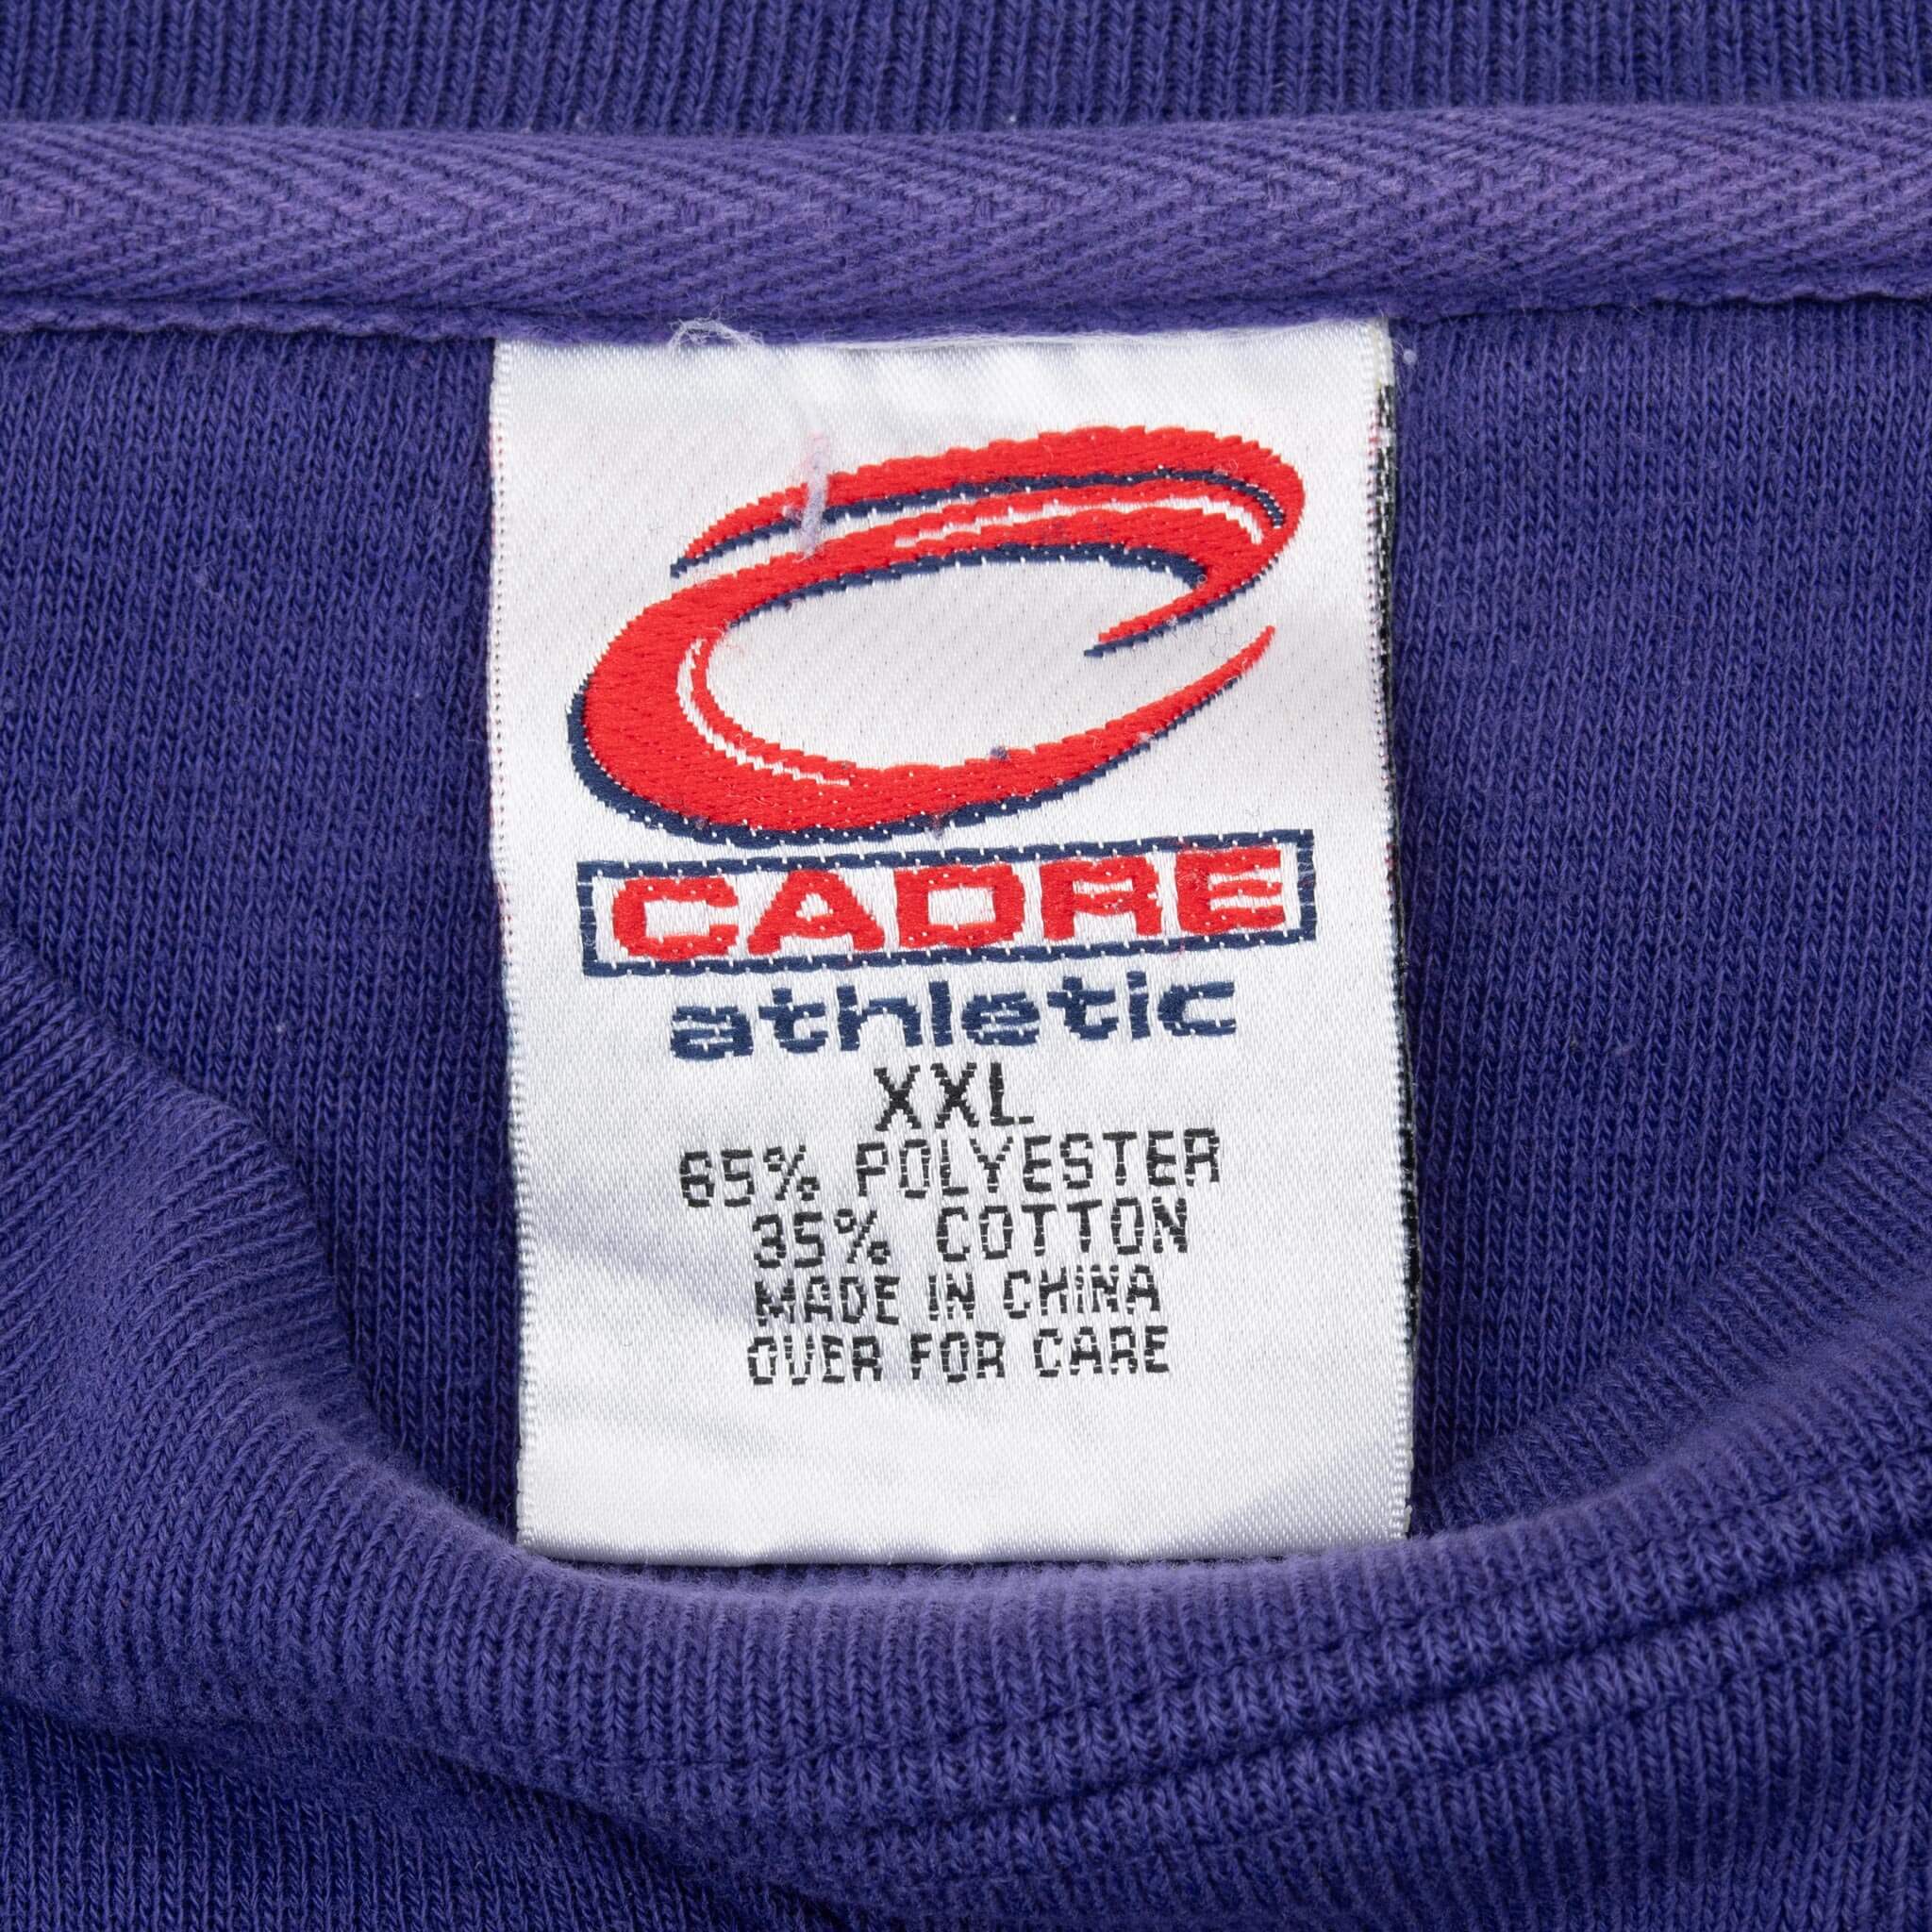 CADRE
athletic
XXL
65% POLYESTER
35% COTTON
MADE IN CHINA
OVER FOR CARE